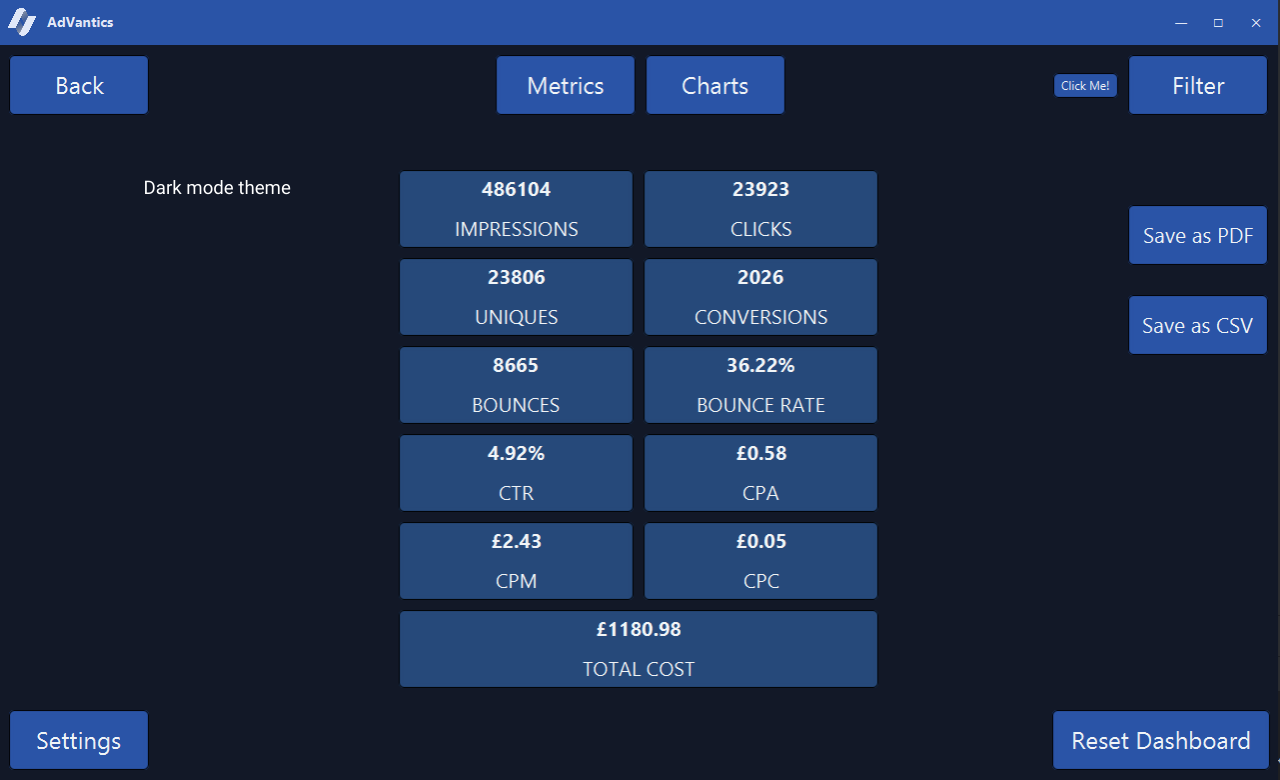 AdVantics
Back
Metrics
Charts
Click Me!
Filter
Dark mode theme
486104
IMPRESSIONS
23923
CLICKS
Save as PDF
23806
UNIQUES
2026
CONVERSIONS
Save as CSV
8665
BOUNCES
36.22%
BOUNCE RATE
4.92%
CTR
£0.58
CPA
£2.43
CPM
£0.05
CPC
£1180.98
TOTAL COST
Settings
Reset Dashboard